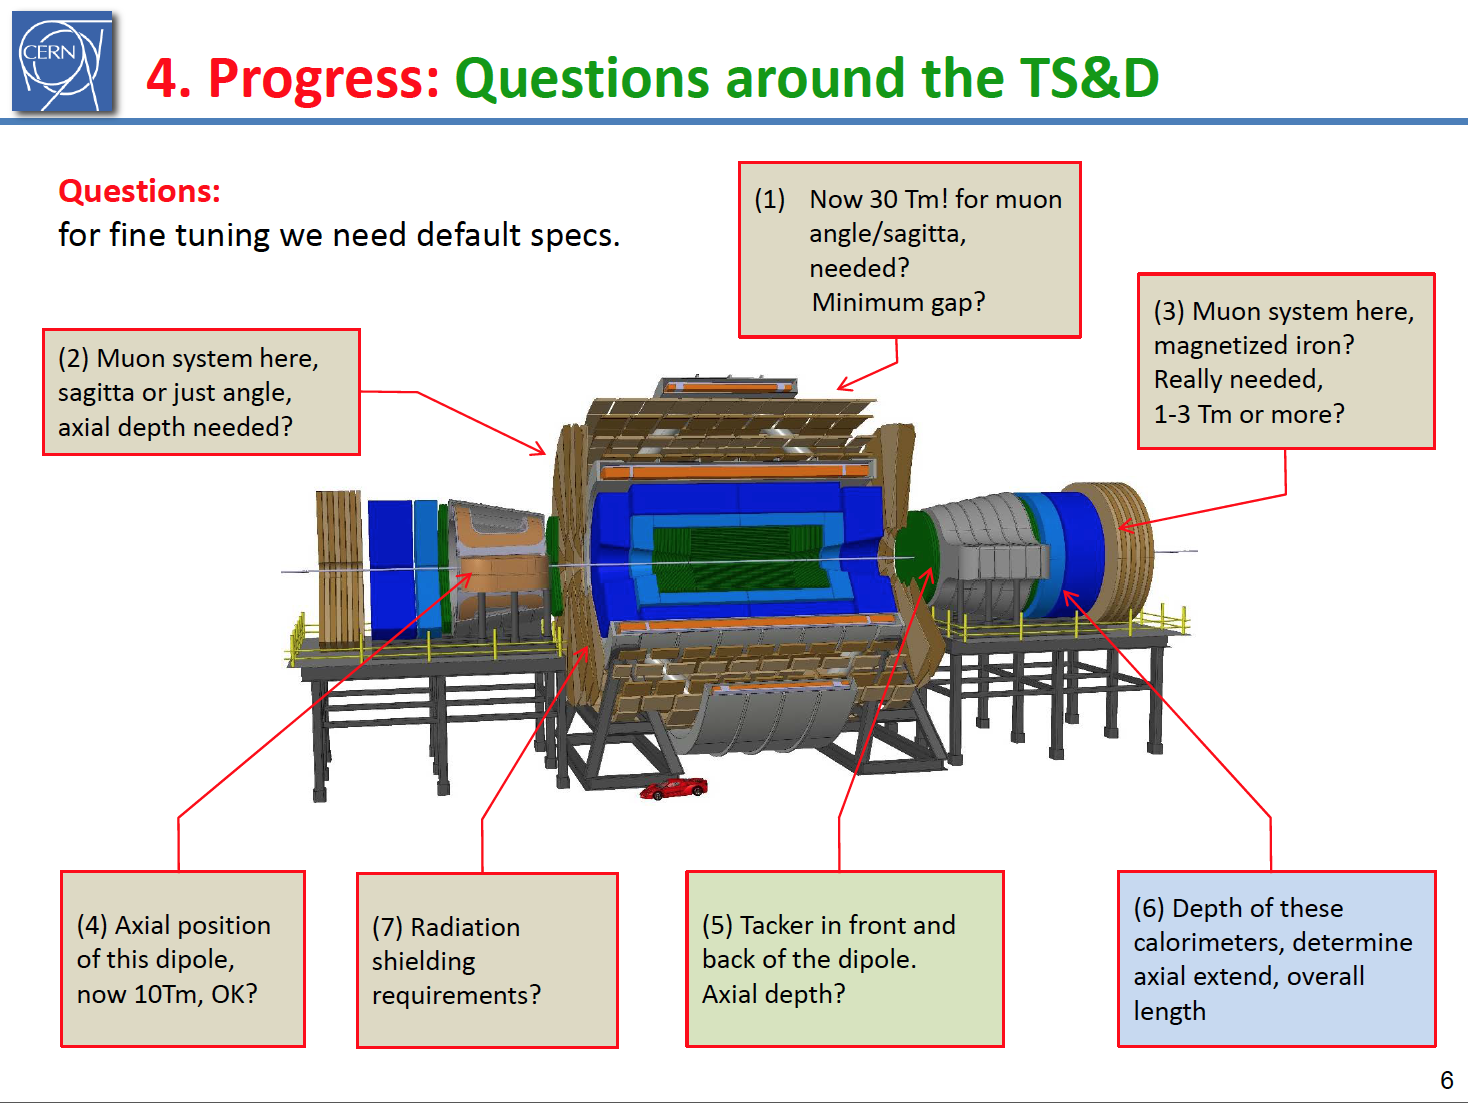 CERN
4. Progress: Questions around the TS&D
Questions:
for fine tuning we need default specs.
(1) Now 30 Tm! for muon
angle/sagitta,
needed?
Minimum gap?
(3) Muon system here,
magnetized iron?
Really needed,
1-3 Tm or more?
(2) Muon system here,
sagitta or just angle,
axial depth needed?
(4) Axial position
of this dipole,
now 10Tm, OK?
(7) Radiation
shielding
requirements?
(5) Tacker in front and
back of the dipole.
Axial depth?
(6) Depth of these
calorimeters, determine
axial extend, overall
length
6